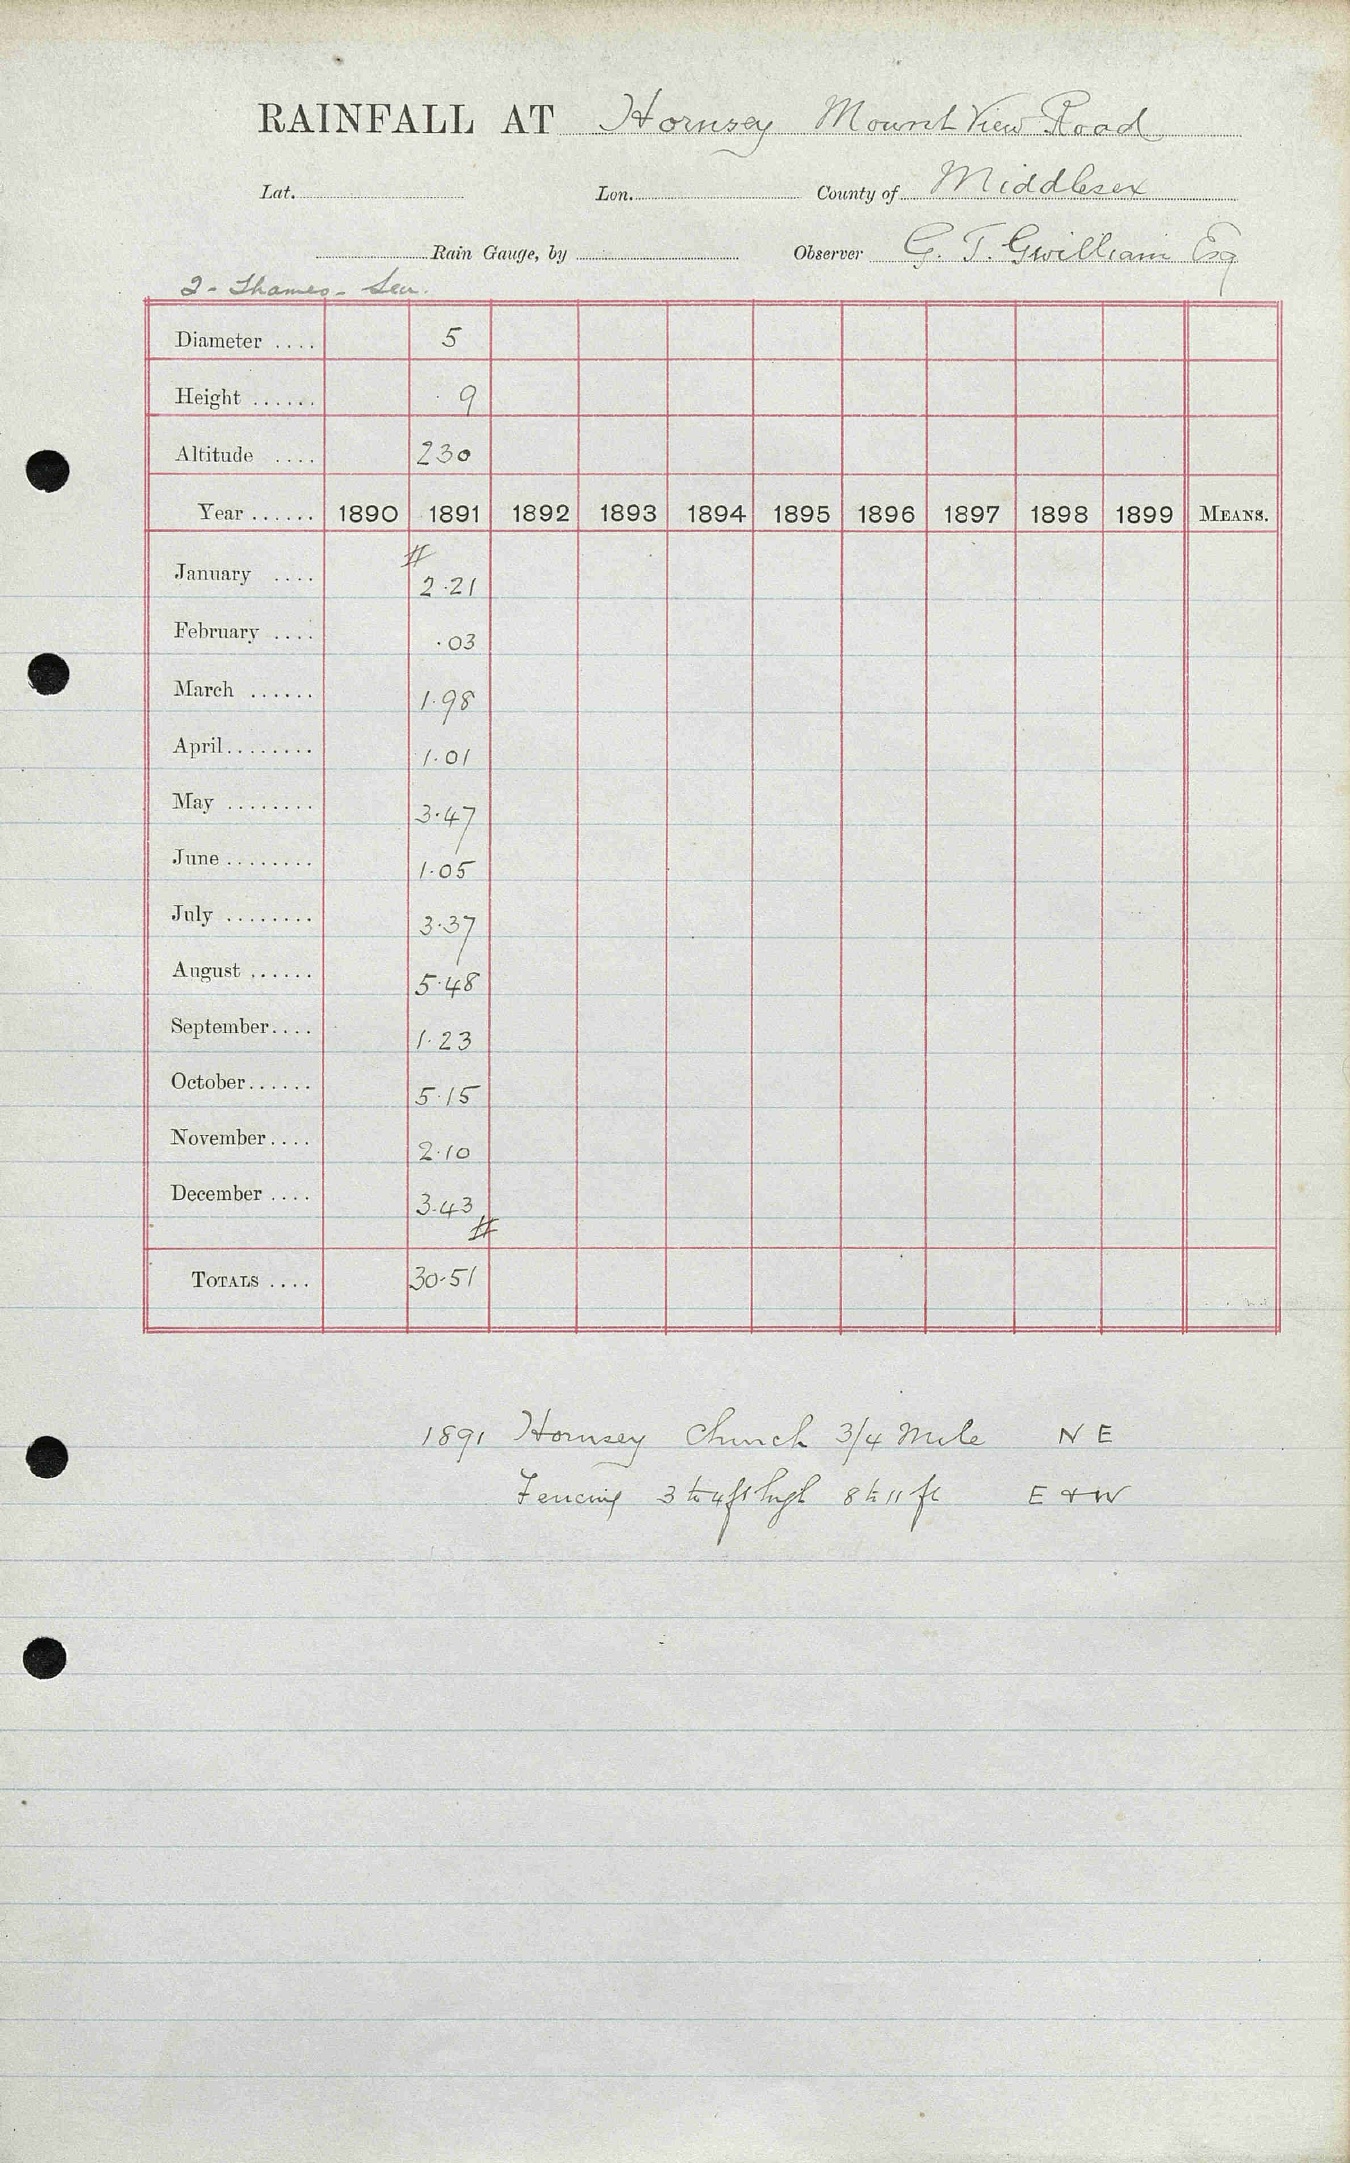 RAINFALL AT Hornsey Mount View Road
Lat. Lon. County of Middlesex
Rain Gauge, by Observer G. T. Gwilliam Esq
2 - Thames - Lea.
Diameter .... 5
Height ...... 9
Altitude .... 230
Year ...... 1890 1891 1892 1893 1894 1895 1896 1897 1898 1899 MEANS.
#
January .... 2.21
February .... .03
March ...... 1.98
April........ 1.01
May ........ 3.47
June ........ 1.05
July ........ 3.37
August ...... 5.48
September.... 1.23
October...... 5.15
November.... 2.10
December .... 3.43
#
TOTALS .... 30.51
1891 Hornsey Church 3/4 Mile N E
Fencing 3 to 4 ft high 8 to 11 ft E & W